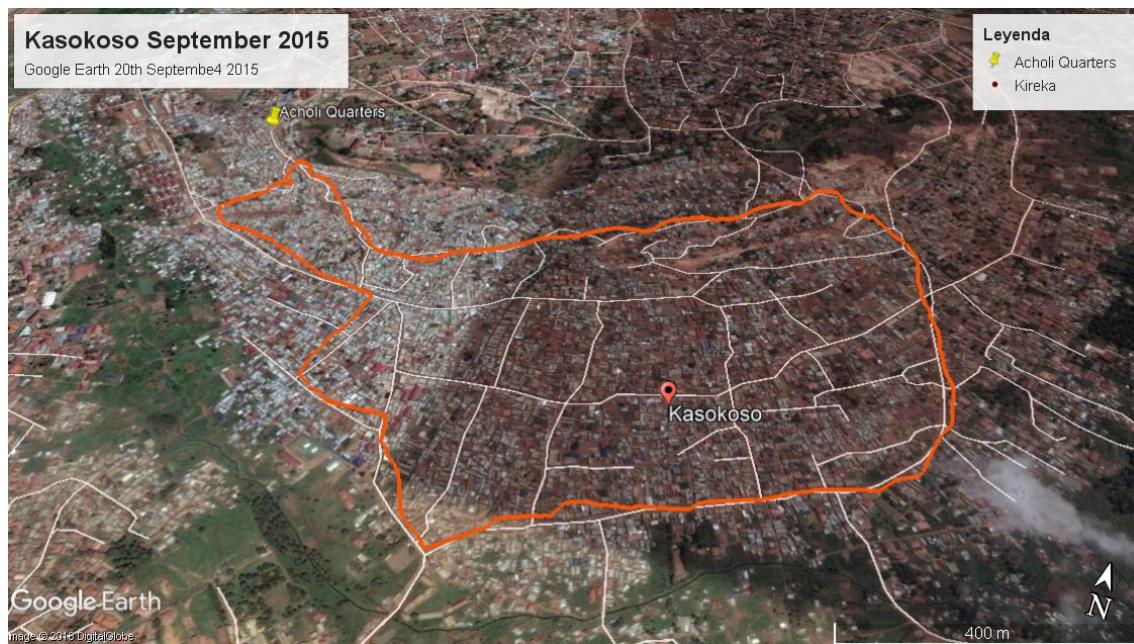 Kasokoso September 2015
Google Earth 20th Septembe4 2015
Leyenda
Acholi Quarters
Kireka
Acholi Quarters
Kasokoso
Google Earth
Image © 2016 DigitalGlobe
400 m
N